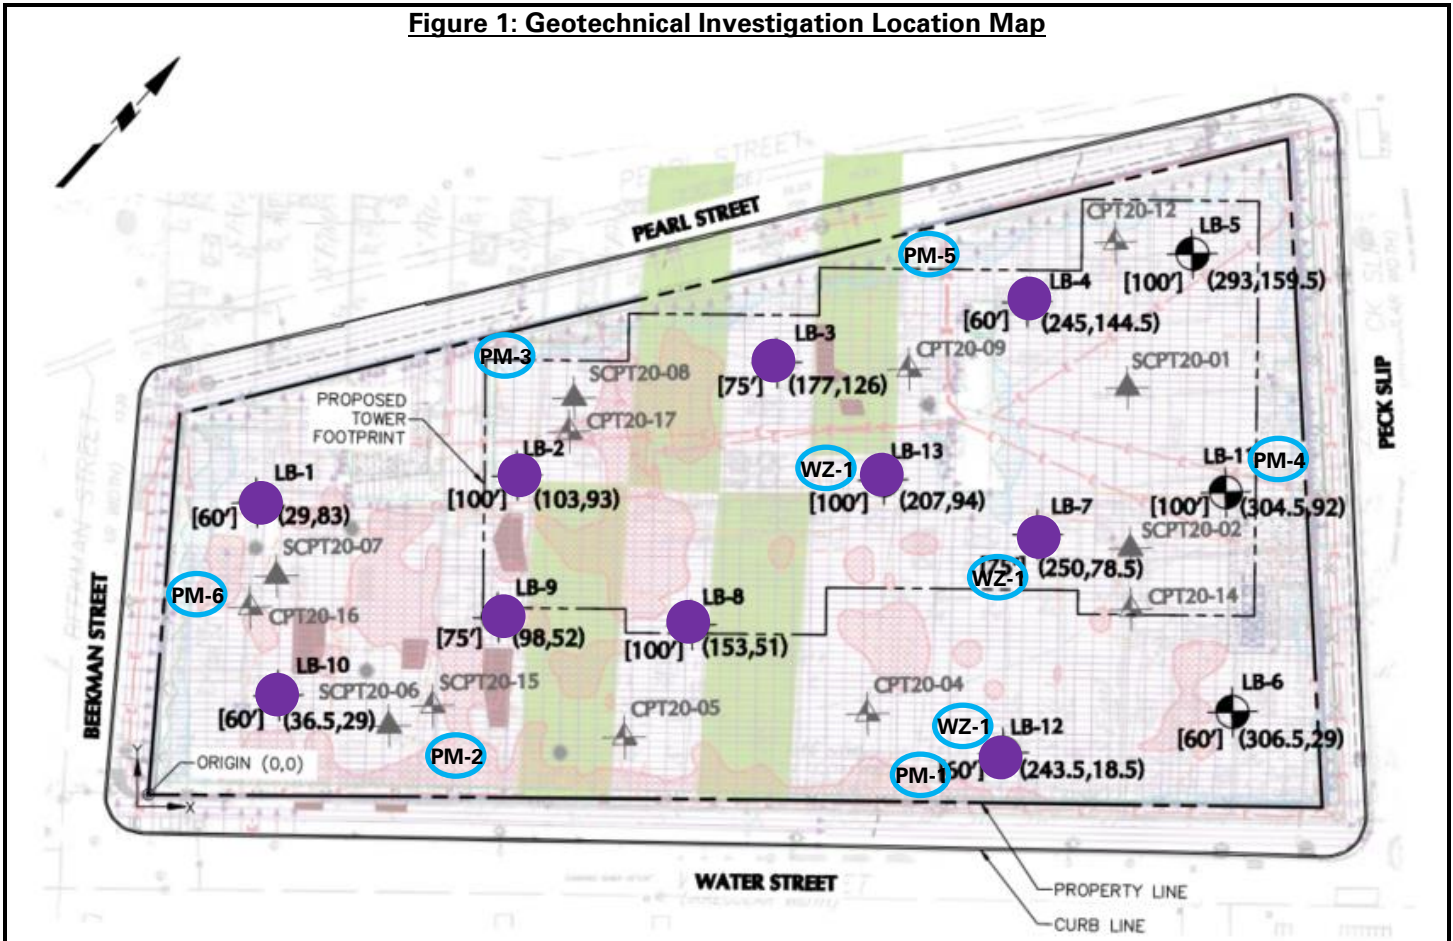 Figure 1: Geotechnical Investigation Location Map
PEARL STREET
PEARL STREET
CPT20-12
LB-5
[100'] (293,159.5)
PM-5
LB-4
[60'] (245,144.5)
LB-3
[75'] (177,126)
CPT20-09
SCPT20-01
PM-3
SCPT20-08
CPT20-17
PROPOSED
TOWER
FOOTPRINT
PECK SLIP
LB-2
[100'] (103,93)
WZ-1
LB-13
[100'] (207,94)
LB-11
PM-4
[100'] (304.5,92)
LB-1
[60'] (29,83)
LB-7
[75'] (250,78.5)
SCPT20-02
WZ-1
SCPT20-07
PM-6
CPT20-16
CPT20-14
BEEKMAN STREET
BEEKMAN STREET
LB-9
[75'] (98,52)
LB-8
[100'] (153,51)
LB-10
[60'] (36.5,29)
SCPT20-06
SCPT20-15
CPT20-05
CPT20-04
LB-6
[60'] (306.5,29)
WZ-1
LB-12
PM-2
PM-1
60'] (243.5,18.5)
Y
ORIGIN (0,0)
X
WATER STREET
PROPERTY LINE
CURB LINE